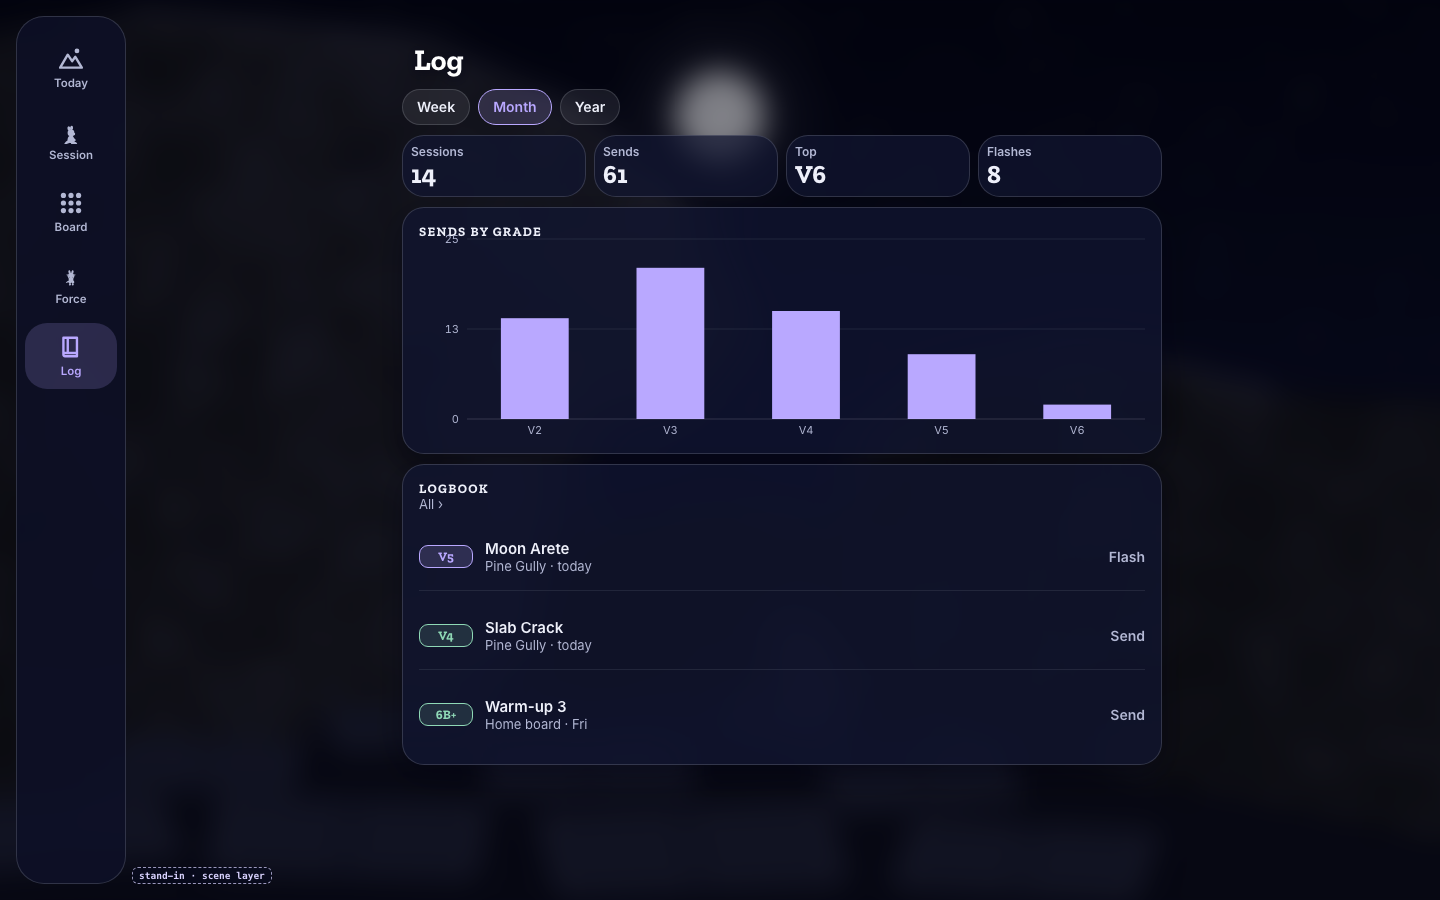 Today
Session
Board
Force
Log
Log
Week
Month
Year
Sessions
14
Sends
61
Top
V6
Flashes
8
SENDS BY GRADE
25
13
0
V2
V3
V4
V5
V6
LOGBOOK
All ›
V5
Moon Arete
Pine Gully · today
Flash
V4
Slab Crack
Pine Gully · today
Send
6B+
Warm-up 3
Home board · Fri
Send
stand-in · scene layer